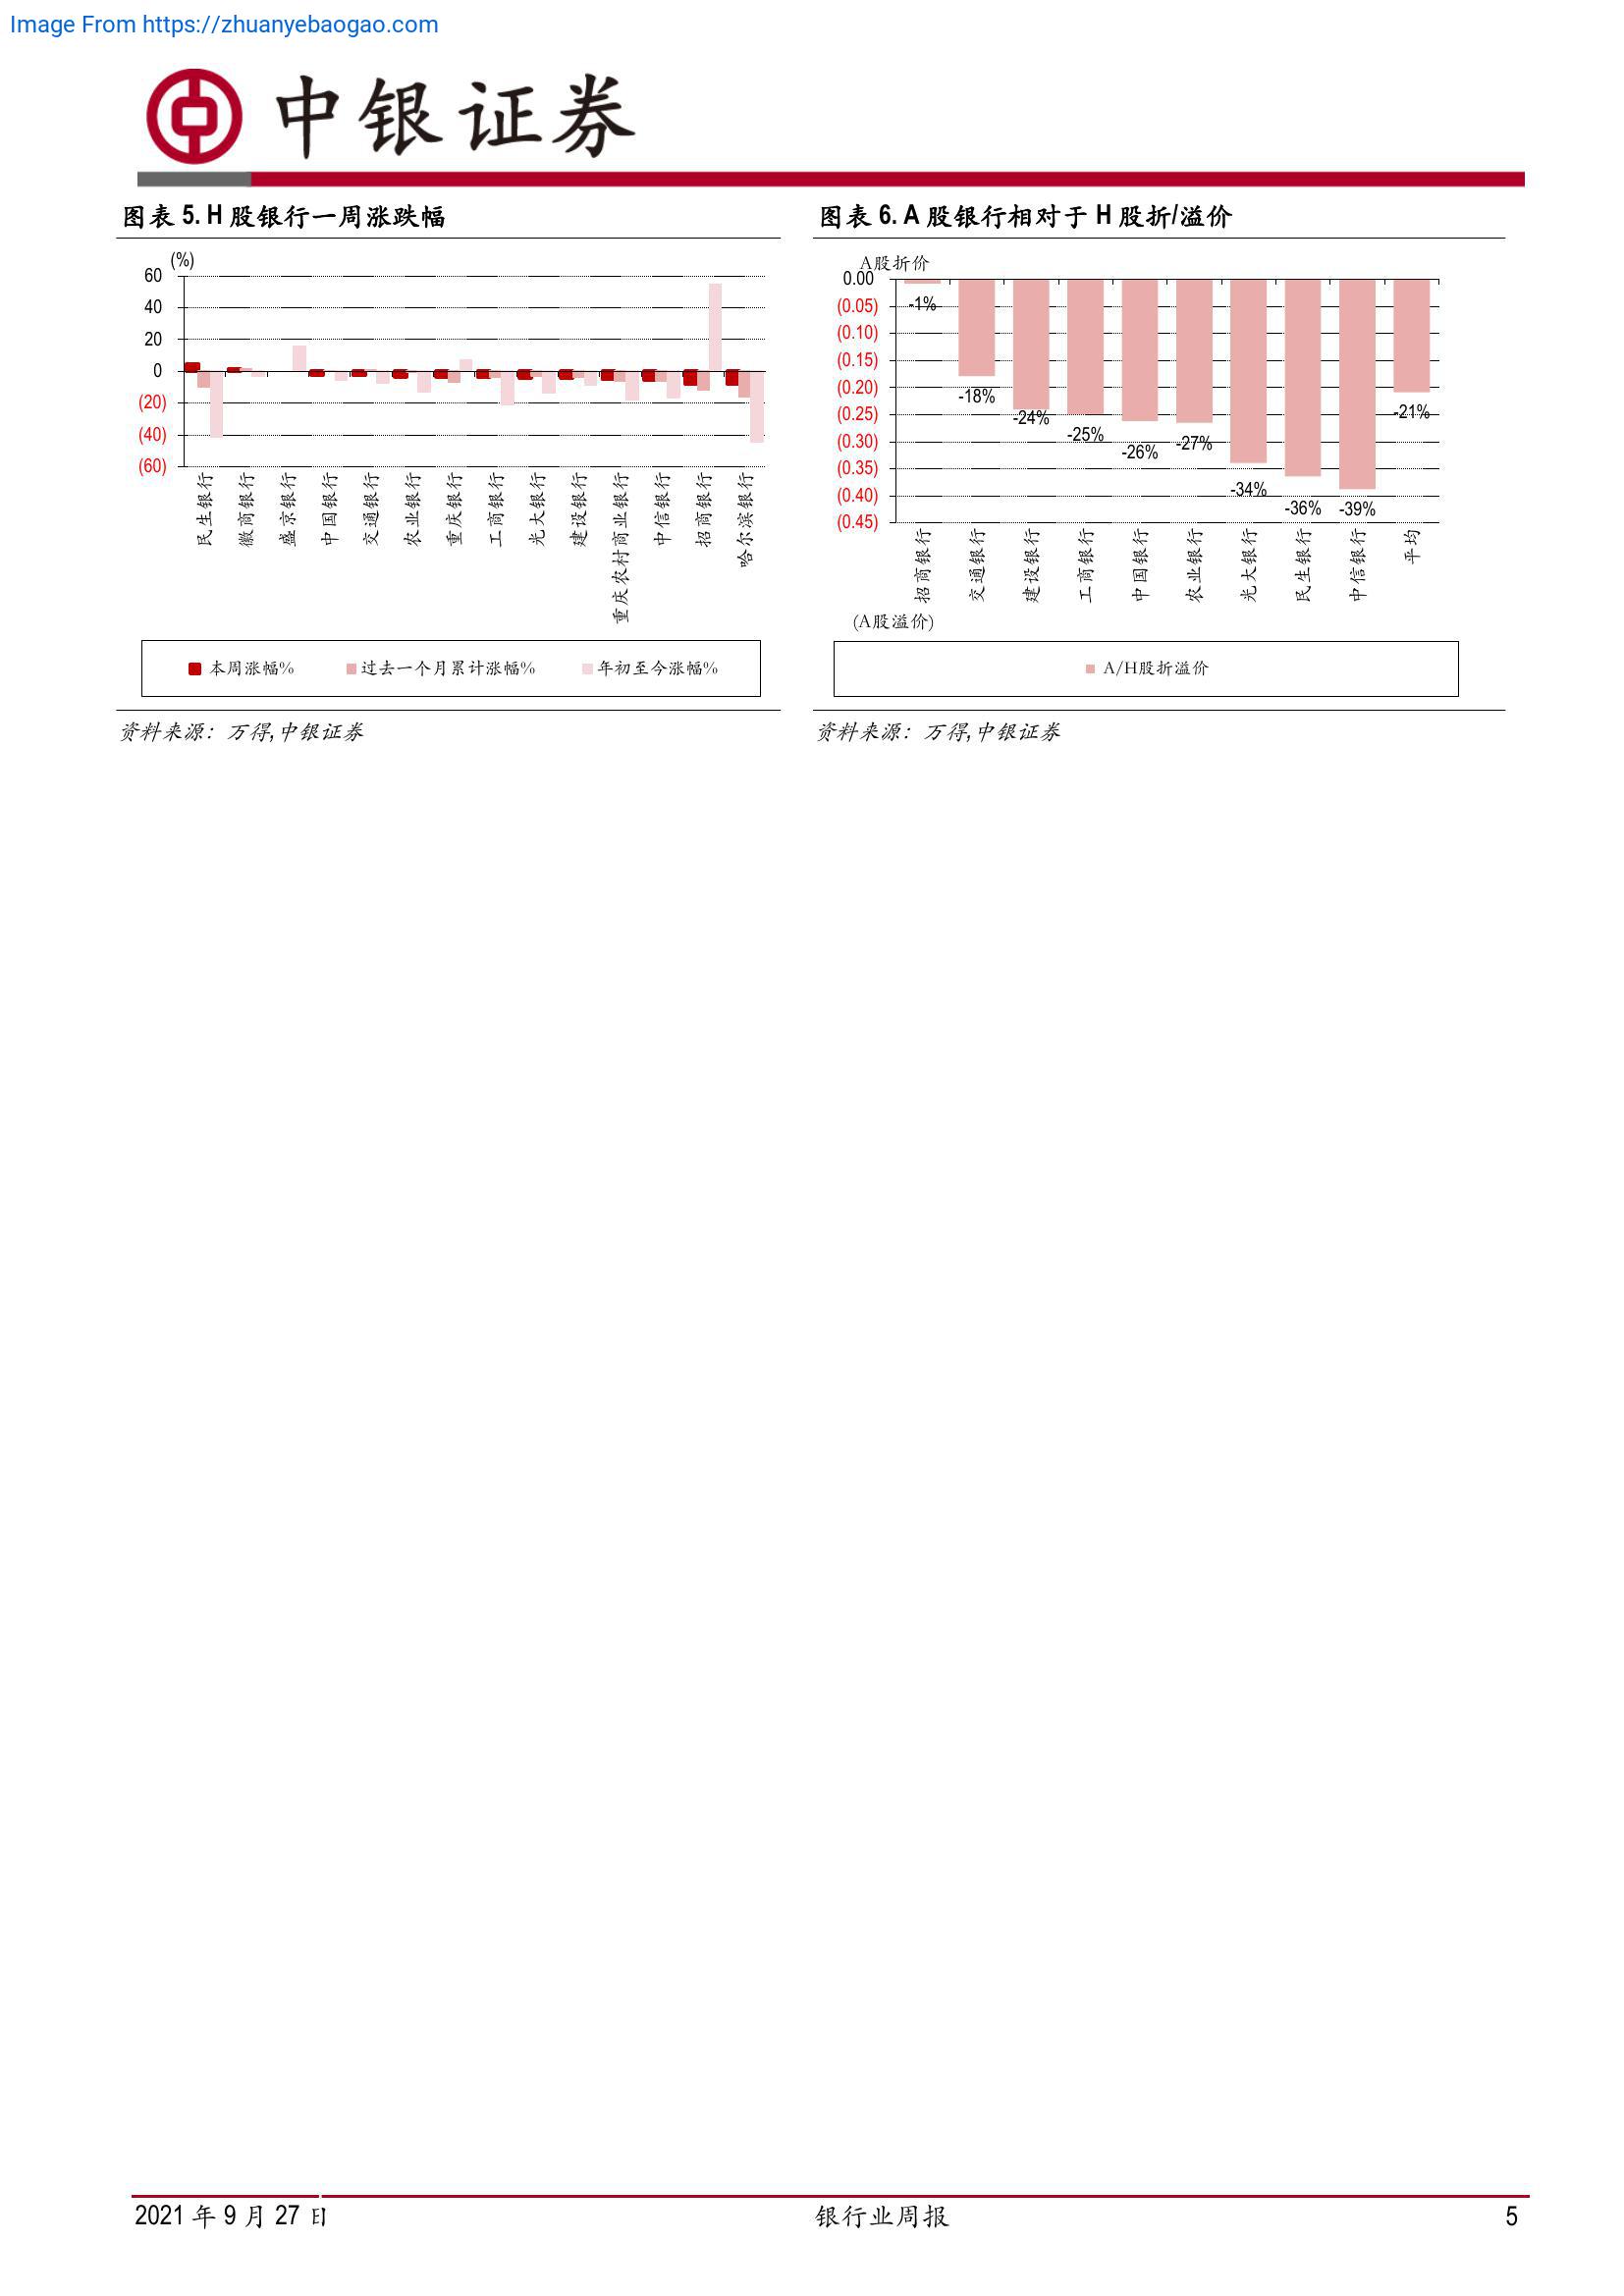 Image From https://zhuanyebaogao.com
中银证券
图表 5. H 股银行一周涨跌幅
(%)
60
40
20
0
(20)
(40)
(60)
民生银行
徽商银行
盛京银行
中国银行
交通银行
农业银行
重庆银行
工商银行
光大银行
建设银行
重庆农村商业银行
中信银行
招商银行
哈尔滨银行
本周涨幅%
过去一个月累计涨幅%
年初至今涨幅%
资料来源：万得,中银证券
图表 6. A 股银行相对于 H 股折/溢价
A股折价
0.00
(0.05)
(0.10)
(0.15)
(0.20)
(0.25)
(0.30)
(0.35)
(0.40)
(0.45)
-1%
-18%
-24%
-25%
-26%
-27%
-34%
-36%
-39%
-21%
招商银行
交通银行
建设银行
工商银行
中国银行
农业银行
光大银行
民生银行
中信银行
平均
(A股溢价)
A/H股折溢价
资料来源：万得,中银证券
2021 年 9 月 27 日
银行业周报
5